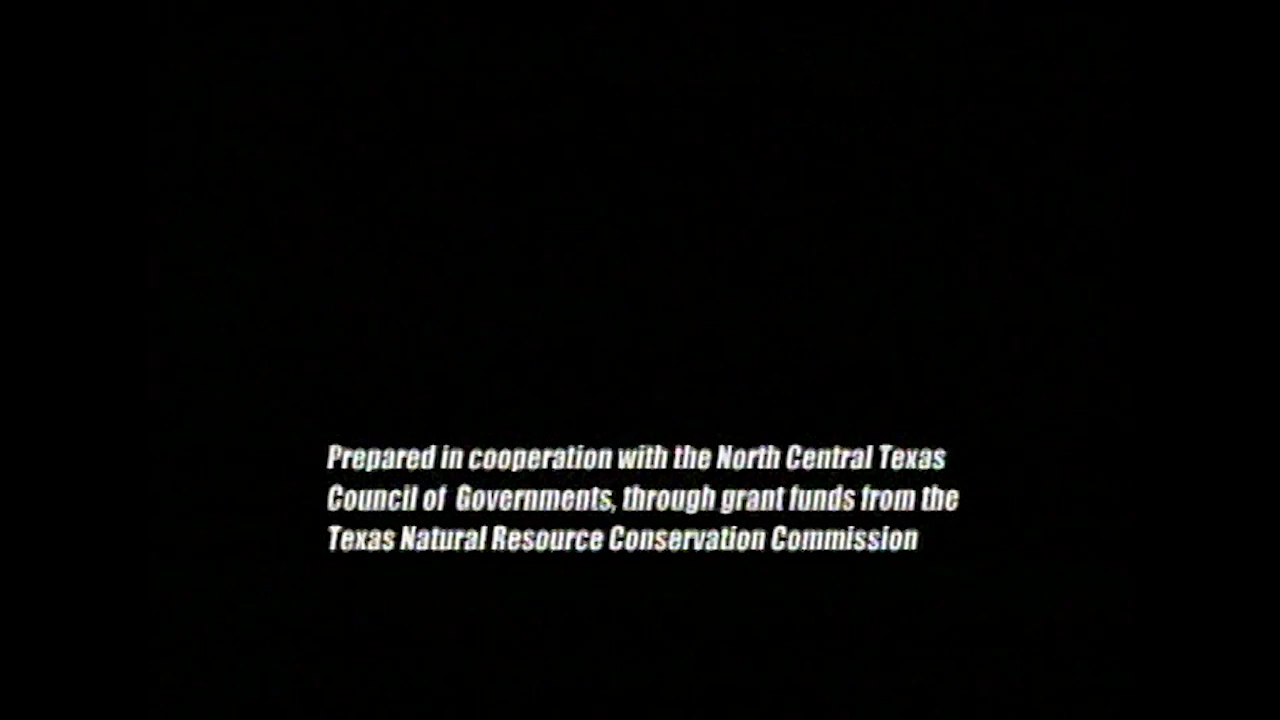 Prepared in cooperation with the North Central Texas
Council of Governments, through grant funds from the
Texas Natural Resource Conservation Commission